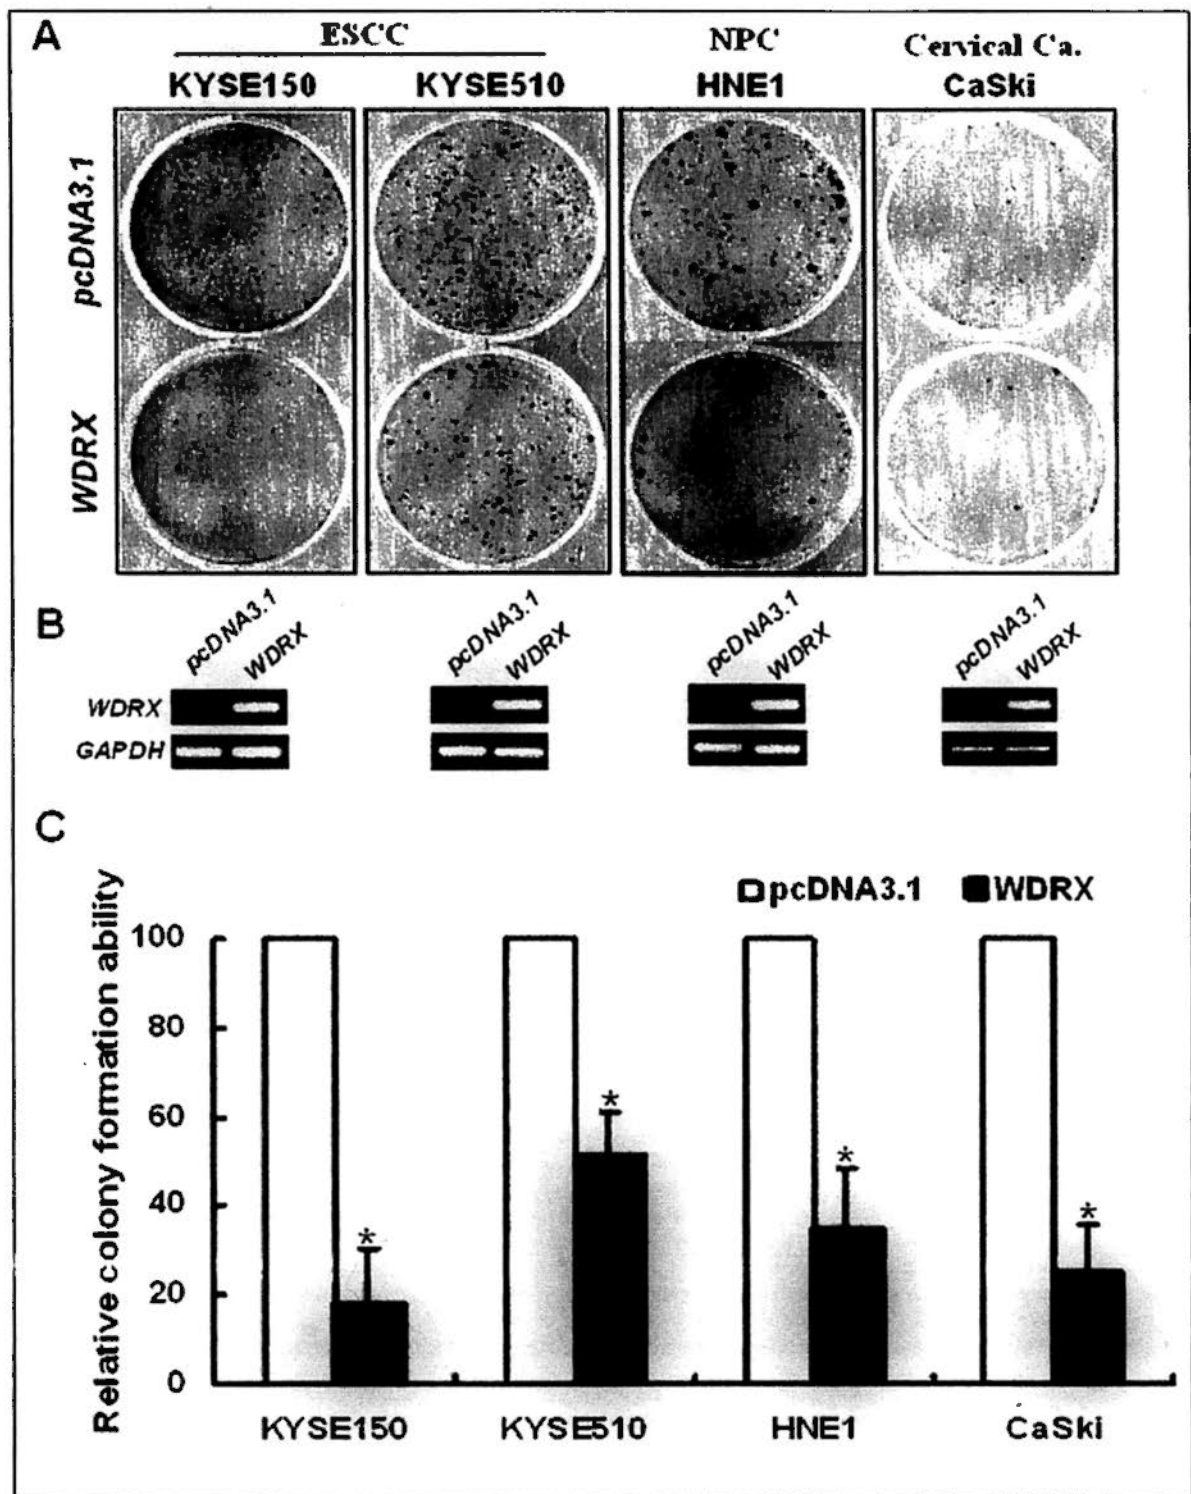 A
ESCC NPC Cervical Ca.
KYSE150 KYSE510 HNE1 CaSki
pcDNA3.1
WDRX
B
pcDNA3.1 WDRX pcDNA3.1 WDRX pcDNA3.1 WDRX pcDNA3.1 WDRX
WDRX
GAPDH
C
pcDNA3.1 WDRX
Relative colony formation ability
100
80
60
40
20
0
* * * *
KYSE150 KYSE510 HNE1 CaSki